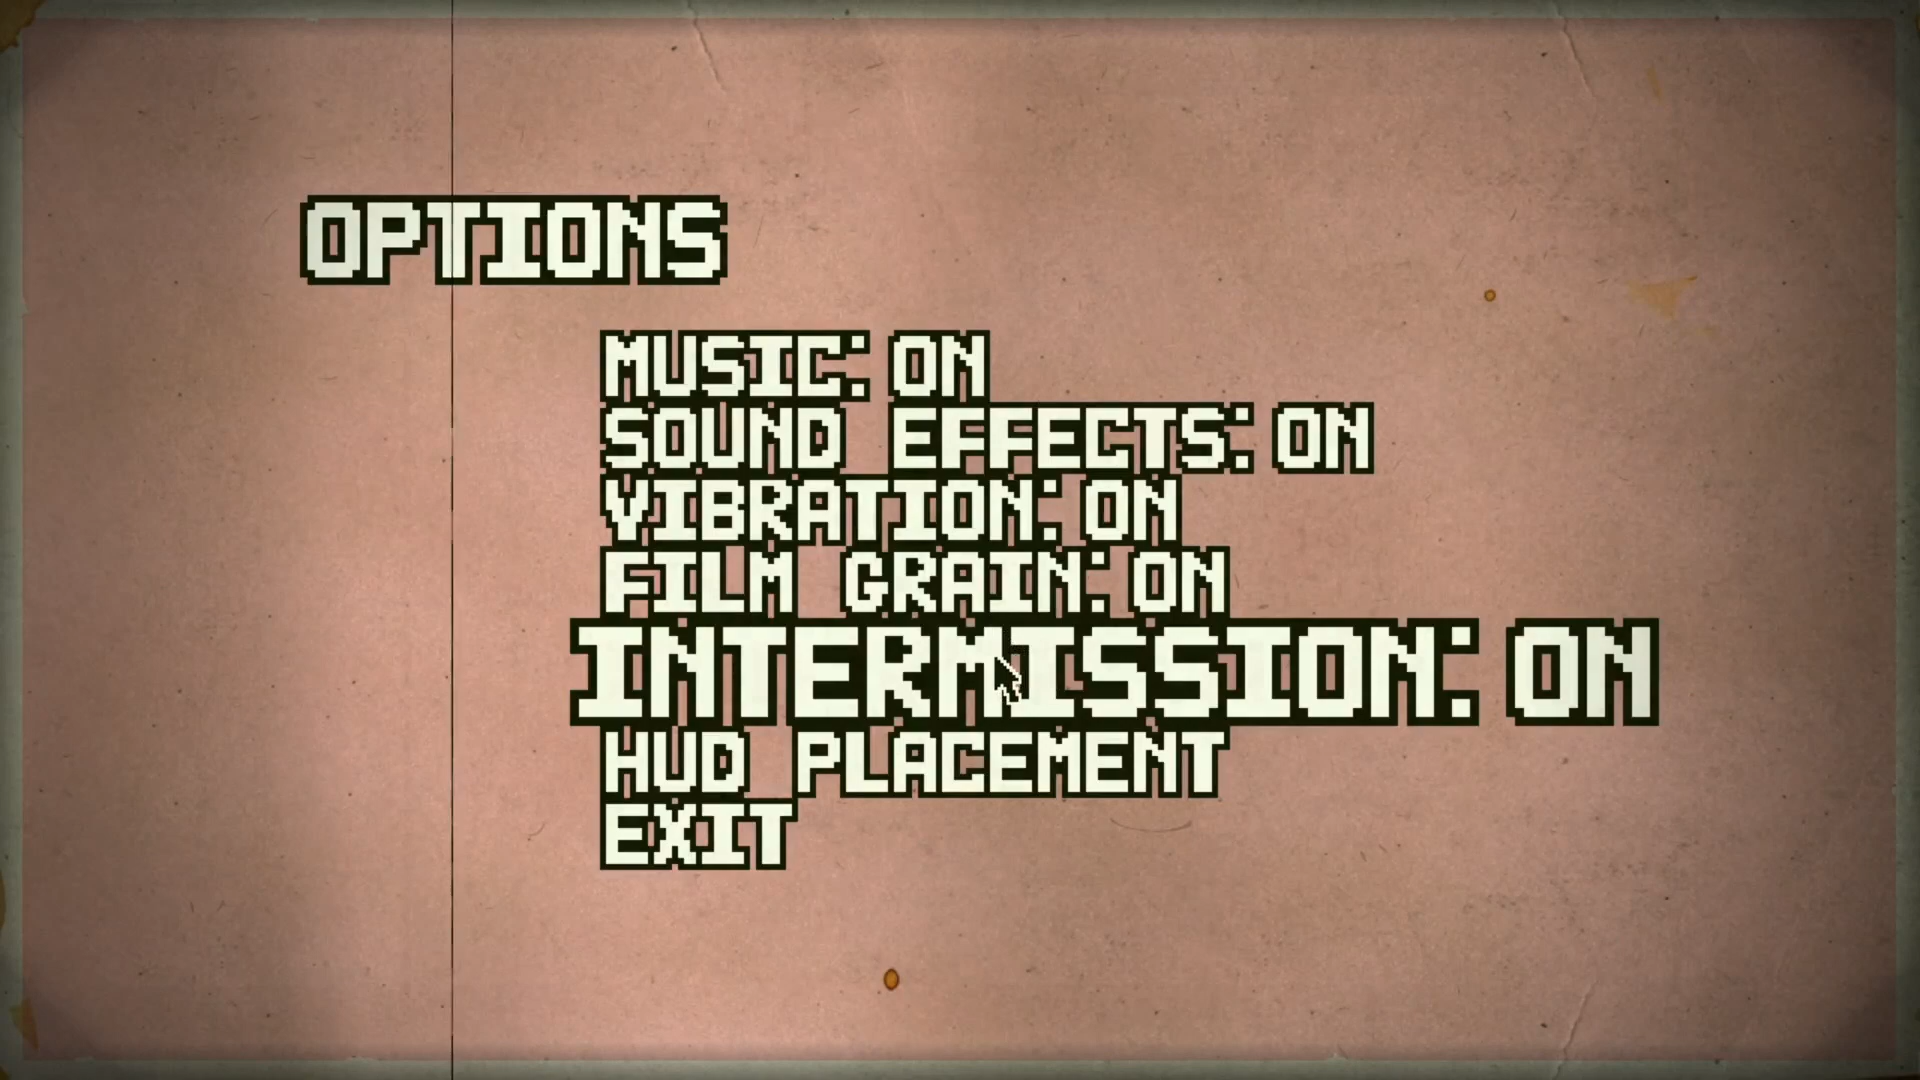 OPTIONS
MUSIC: ON
SOUND EFFECTS: ON
VIBRATION: ON
FILM GRAIN: ON
INTERMISSION: ON
HUD PLACEMENT
EXIT